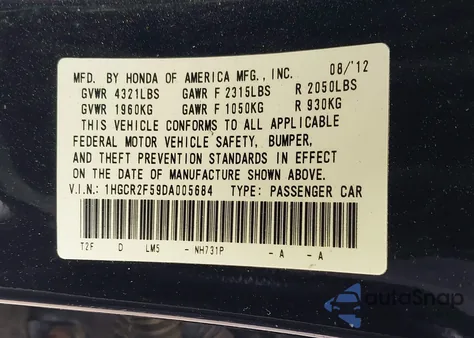 MFD. BY HONDA OF AMERICA MFG., INC. 08/'12
GVWR 4321LBS GAWR F 2315LBS R 2050LBS
GVWR 1960KG GAWR F 1050KG R 930KG
THIS VEHICLE CONFORMS TO ALL APPLICABLE
FEDERAL MOTOR VEHICLE SAFETY, BUMPER,
AND THEFT PREVENTION STANDARDS IN EFFECT
ON THE DATE OF MANUFACTURE SHOWN ABOVE.
V.I.N.: 1HGCR2F59DA005684 TYPE: PASSENGER CAR
T2F D LM5 - NH731P - A - A
autoSnap